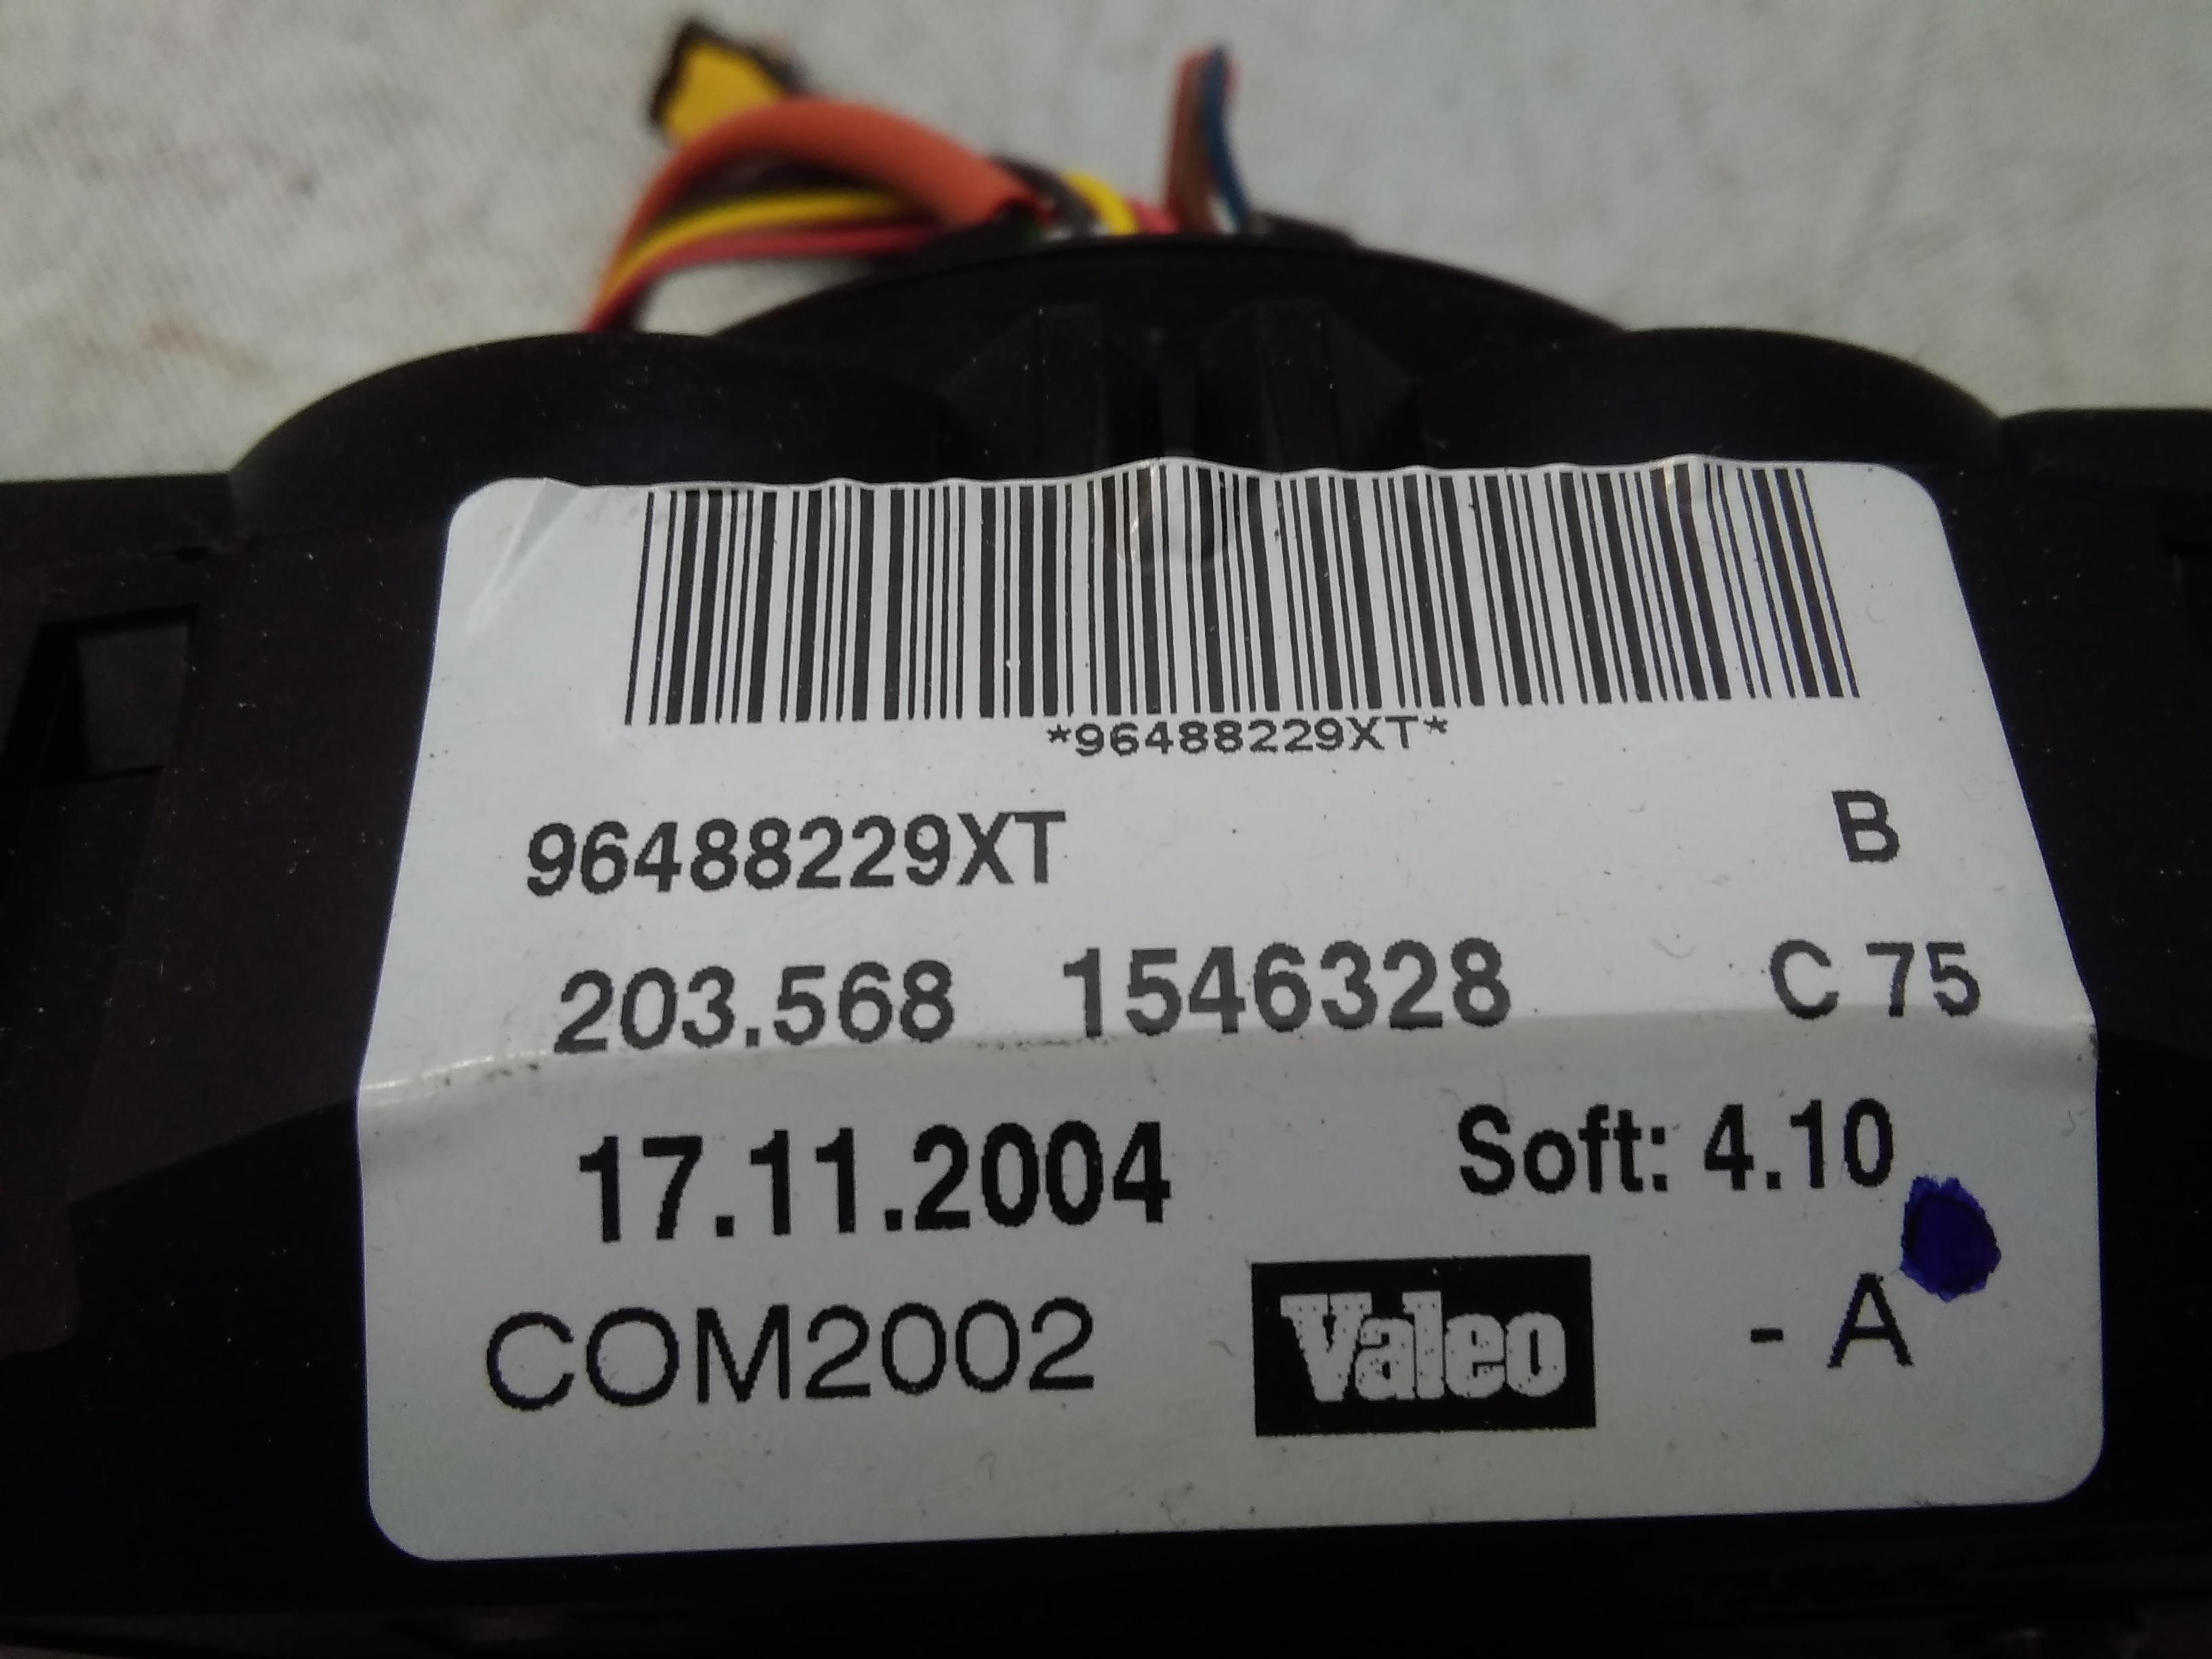 *96488229XT*
96488229XT B
203.568 1546328 C 75
17.11.2004 Soft: 4.10
COM2002 Valeo - A